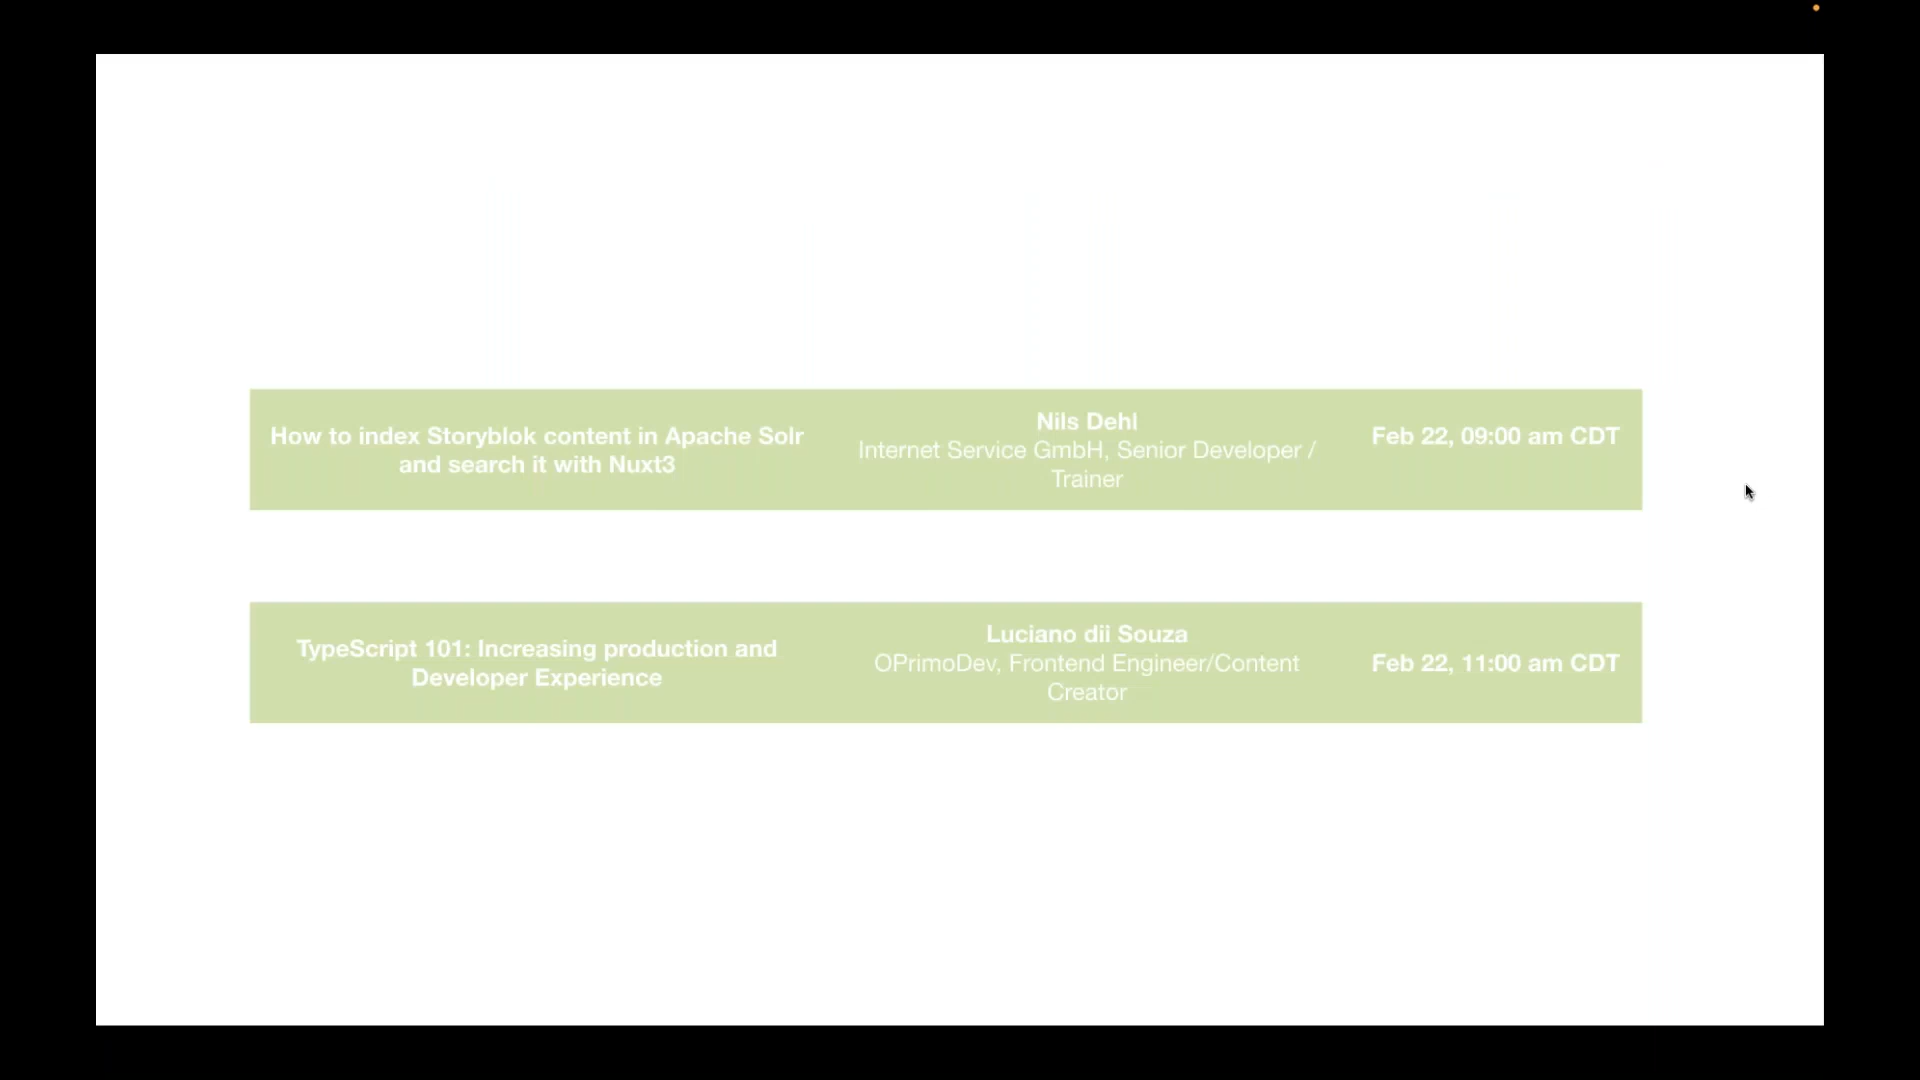 How to index Storyblok content in Apache Solr
and search it with Nuxt3
Nils Dehl
Internet Service GmbH, Senior Developer /
Trainer
Feb 22, 09:00 am CDT
TypeScript 101: Increasing production and
Developer Experience
Luciano dii Souza
OPrimoDev, Frontend Engineer/Content
Creator
Feb 22, 11:00 am CDT